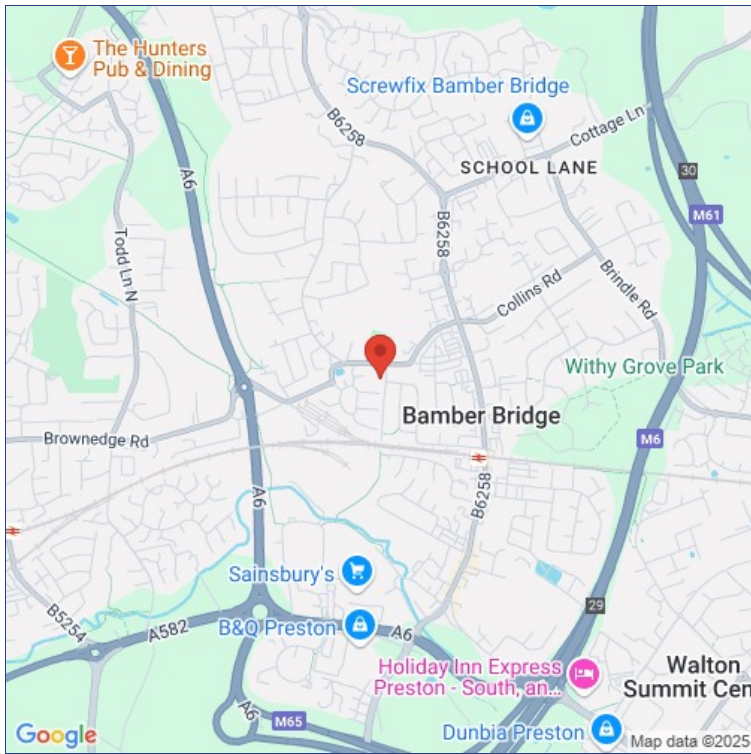 The Hunters
Pub & Dining
Screwfix Bamber Bridge
B6258
Cottage Ln
SCHOOL LANE
A6
30
M61
B6258
Todd Ln N
Collins Rd
Brindle Rd
Withy Grove Park
Bamber Bridge
Brownedge Rd
M6
A6
B6258
Sainsbury's
B5254
A582
B&Q Preston
A6
29
Holiday Inn Express
Preston - South, an...
Walton
Summit Cen
A6
M65
Dunbia Preston
Google
Map data ©2025